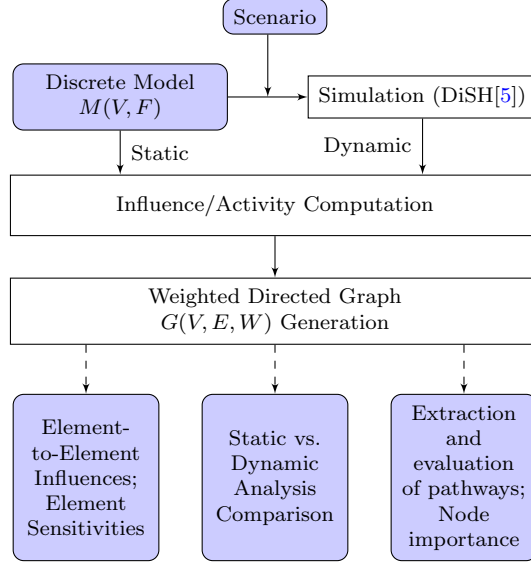 Scenario
Discrete Model
M(V, F)
Simulation (DiSH[5])
Static
Dynamic
Influence/Activity Computation
Weighted Directed Graph
G(V, E, W) Generation
Element-
to-Element
Influences;
Element
Sensitivities
Static vs.
Dynamic
Analysis
Comparison
Extraction
and
evaluation
of pathways;
Node
importance